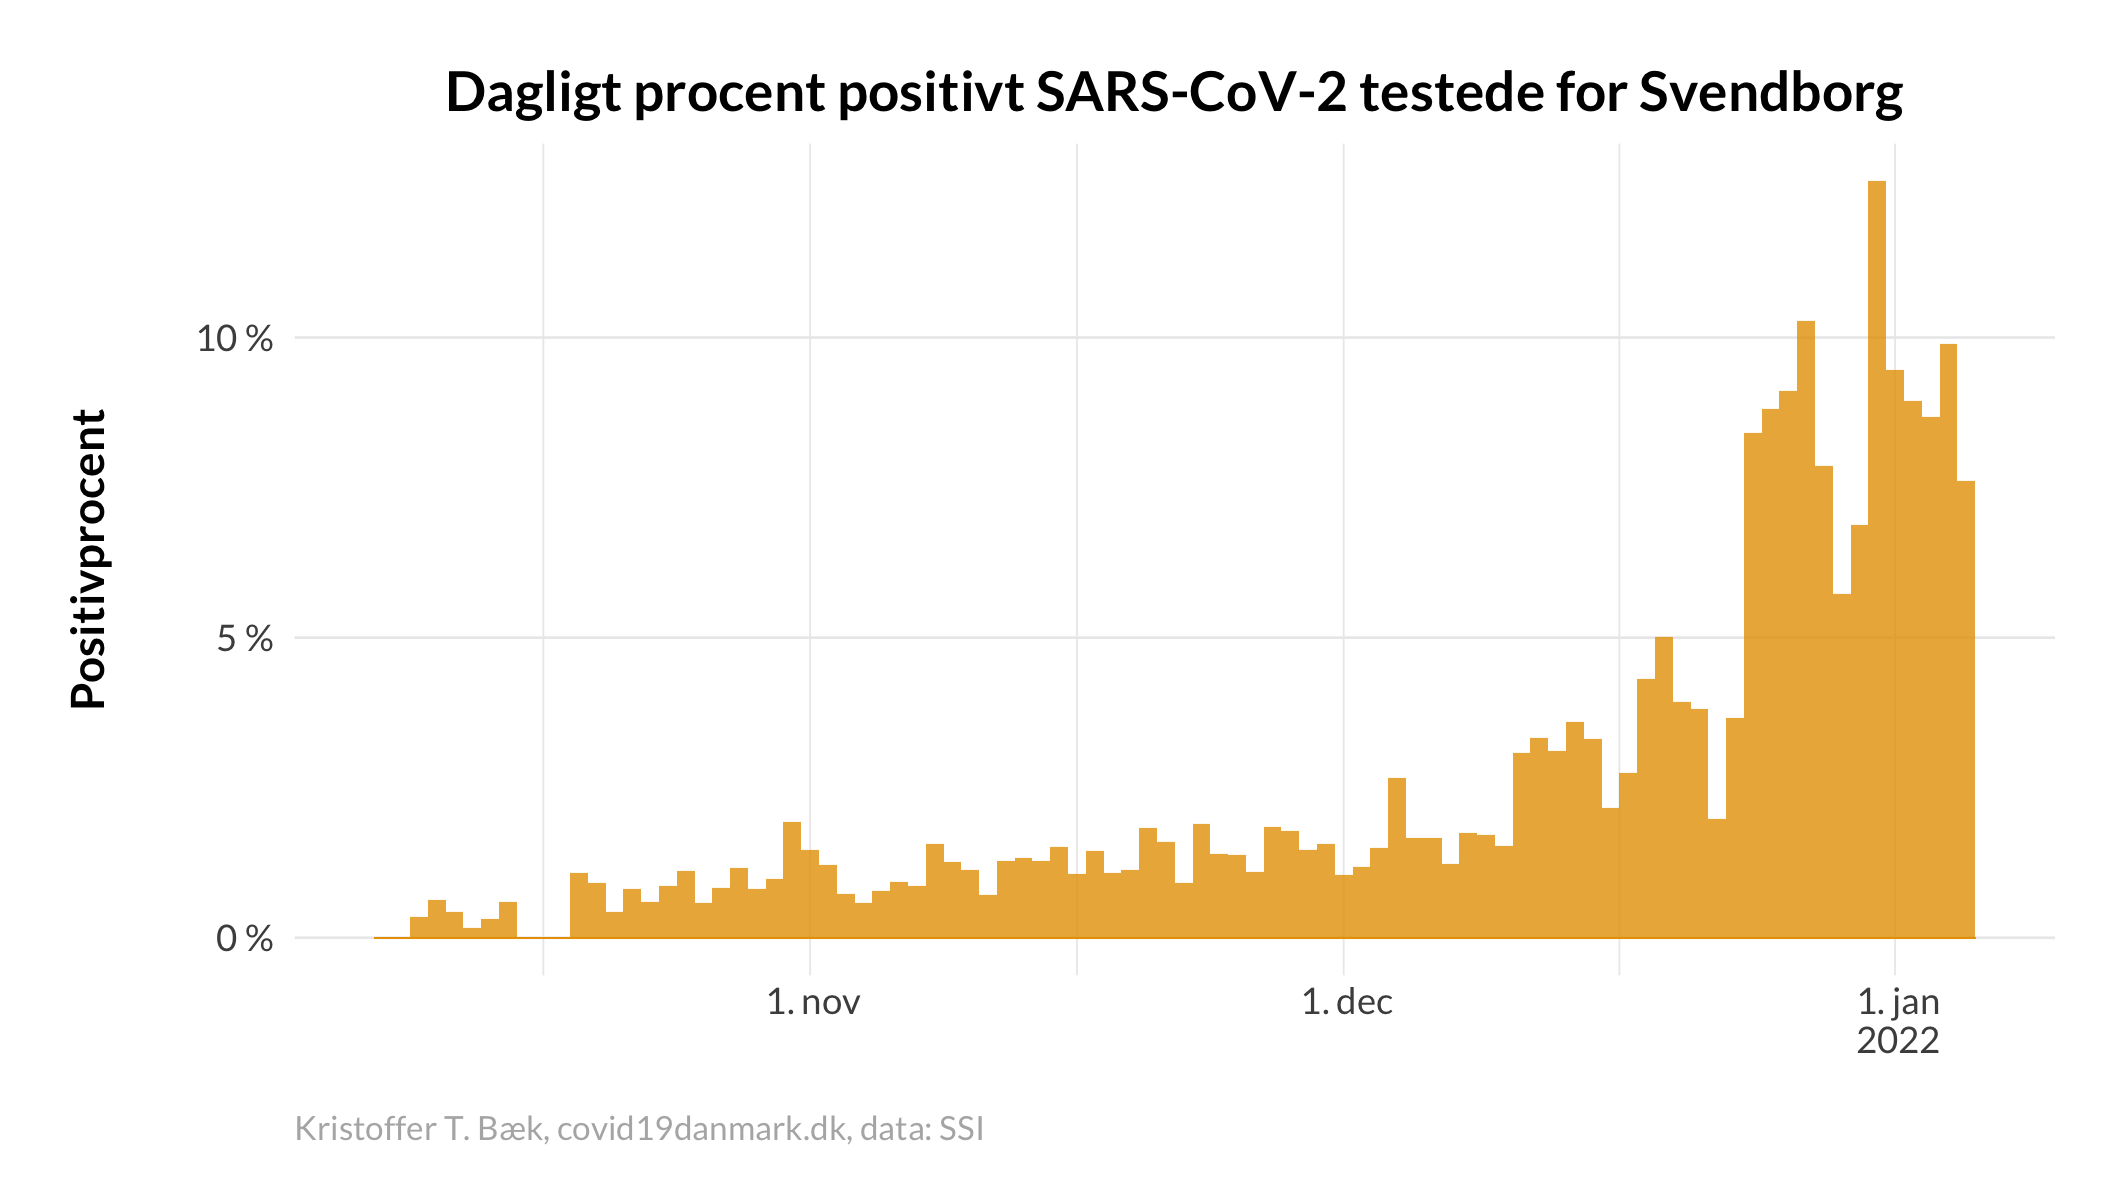 Dagligt procent positivt SARS-CoV-2 testede for Svendborg
Positivprocent
10 %
5 %
0 %
1. nov
1. dec
1. jan
2022
Kristoffer T. Bæk, covid19danmark.dk, data: SSI